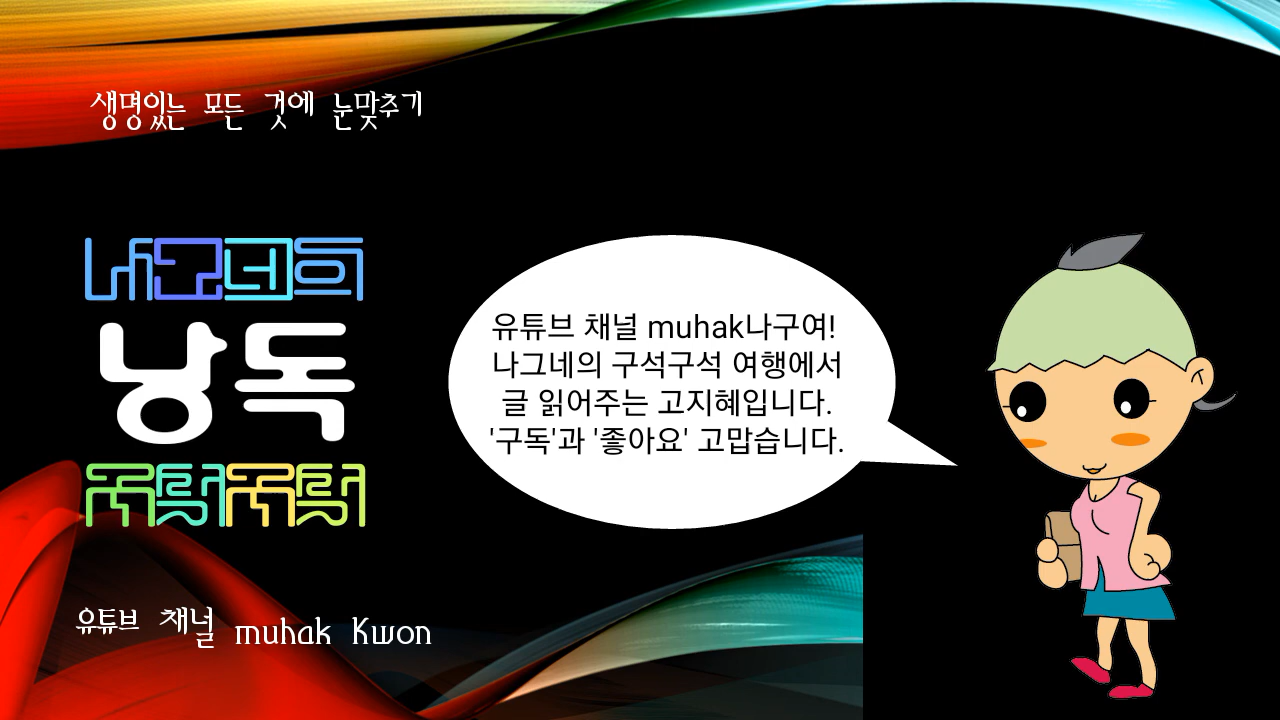 생명있는 모든 것에 눈맞추기
나그네의
낭독
구석구석
유튜브 채널 muhak나구여!
나그네의 구석구석 여행에서
글 읽어주는 고지혜입니다.
'구독'과 '좋아요' 고맙습니다.
유튜브 채널 muhak Kwon